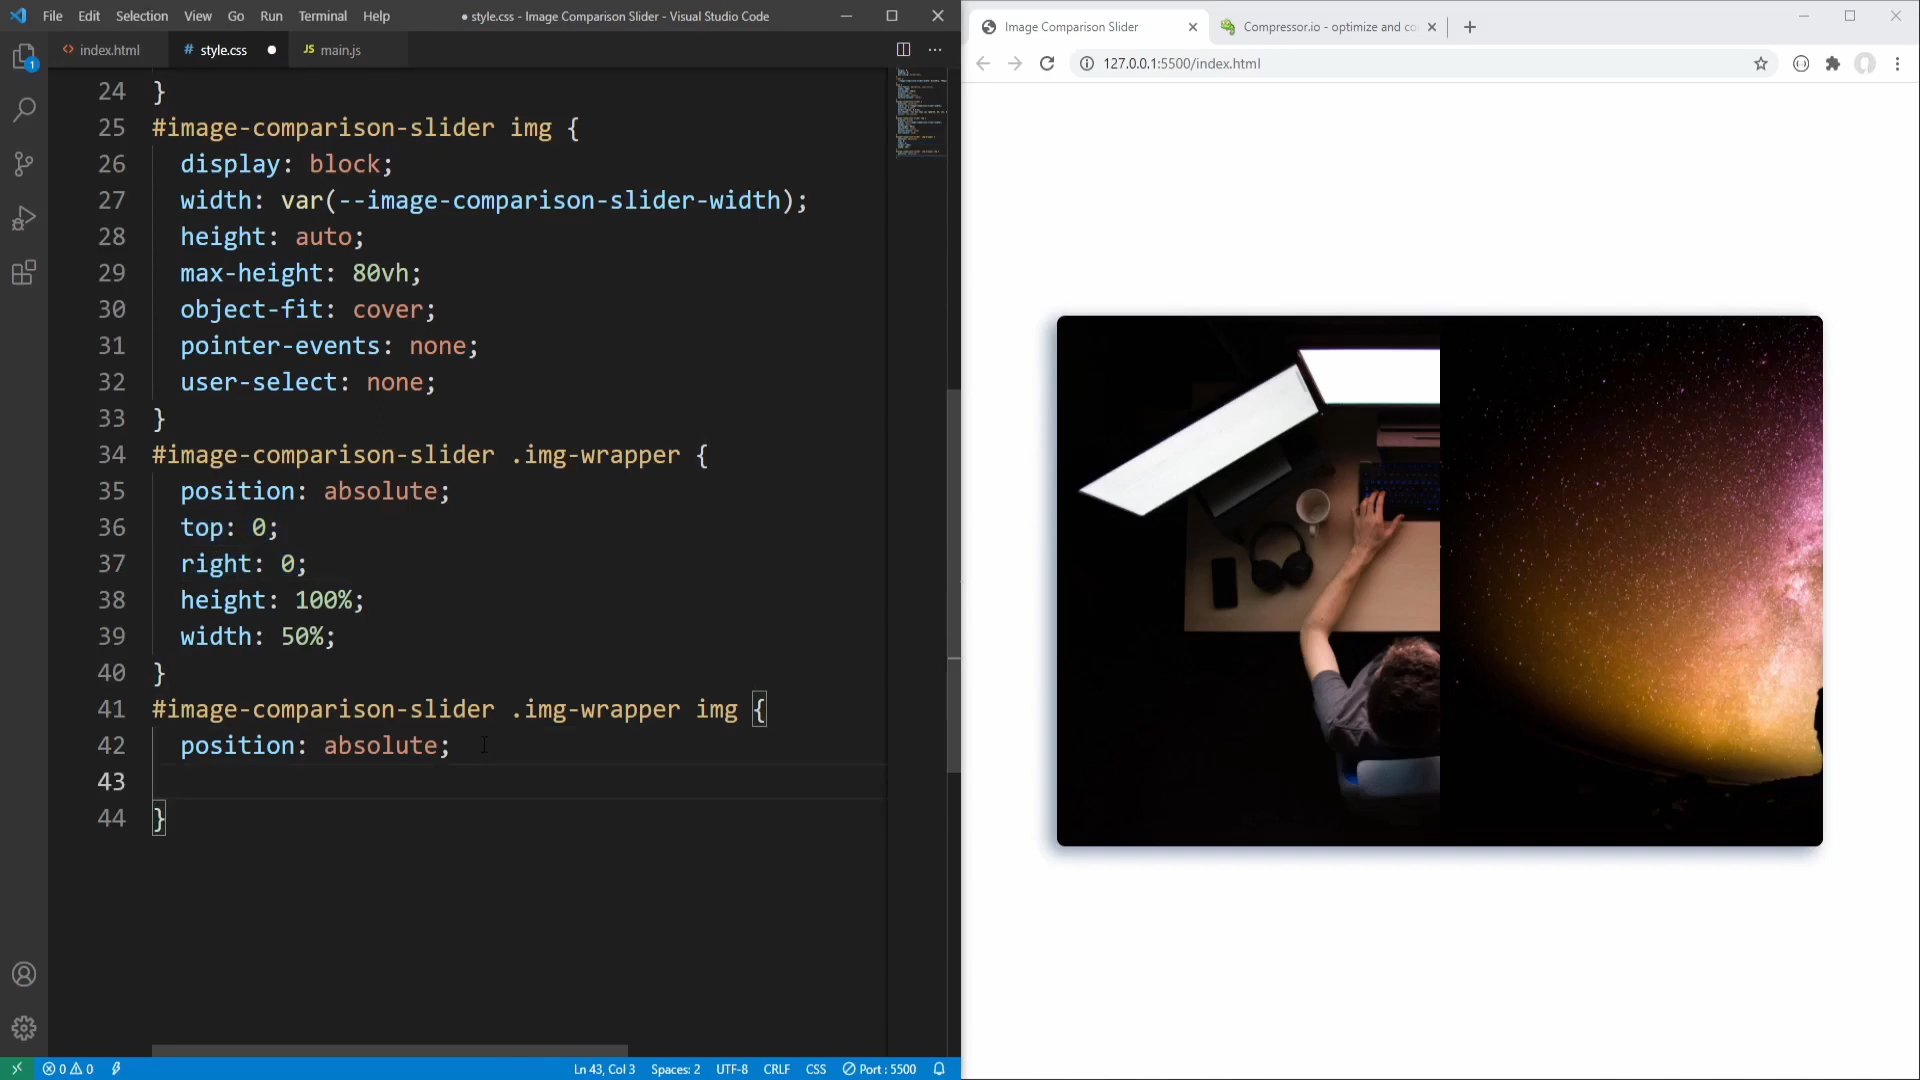 File Edit Selection View Go Run Terminal Help
● style.css - Image Comparison Slider - Visual Studio Code
index.html
# style.css
JS main.js
24 }
25 #image-comparison-slider img {
26 display: block;
27 width: var(--image-comparison-slider-width);
28 height: auto;
29 max-height: 80vh;
30 object-fit: cover;
31 pointer-events: none;
32 user-select: none;
33 }
34 #image-comparison-slider .img-wrapper {
35 position: absolute;
36 top: 0;
37 right: 0;
38 height: 100%;
39 width: 50%;
40 }
41 #image-comparison-slider .img-wrapper img {
42 position: absolute;
43
44 }
1
0 0
Ln 43, Col 3 Spaces: 2 UTF-8 CRLF CSS Port : 5500
Image Comparison Slider
Compressor.io - optimize and co
127.0.0.1:5500/index.html